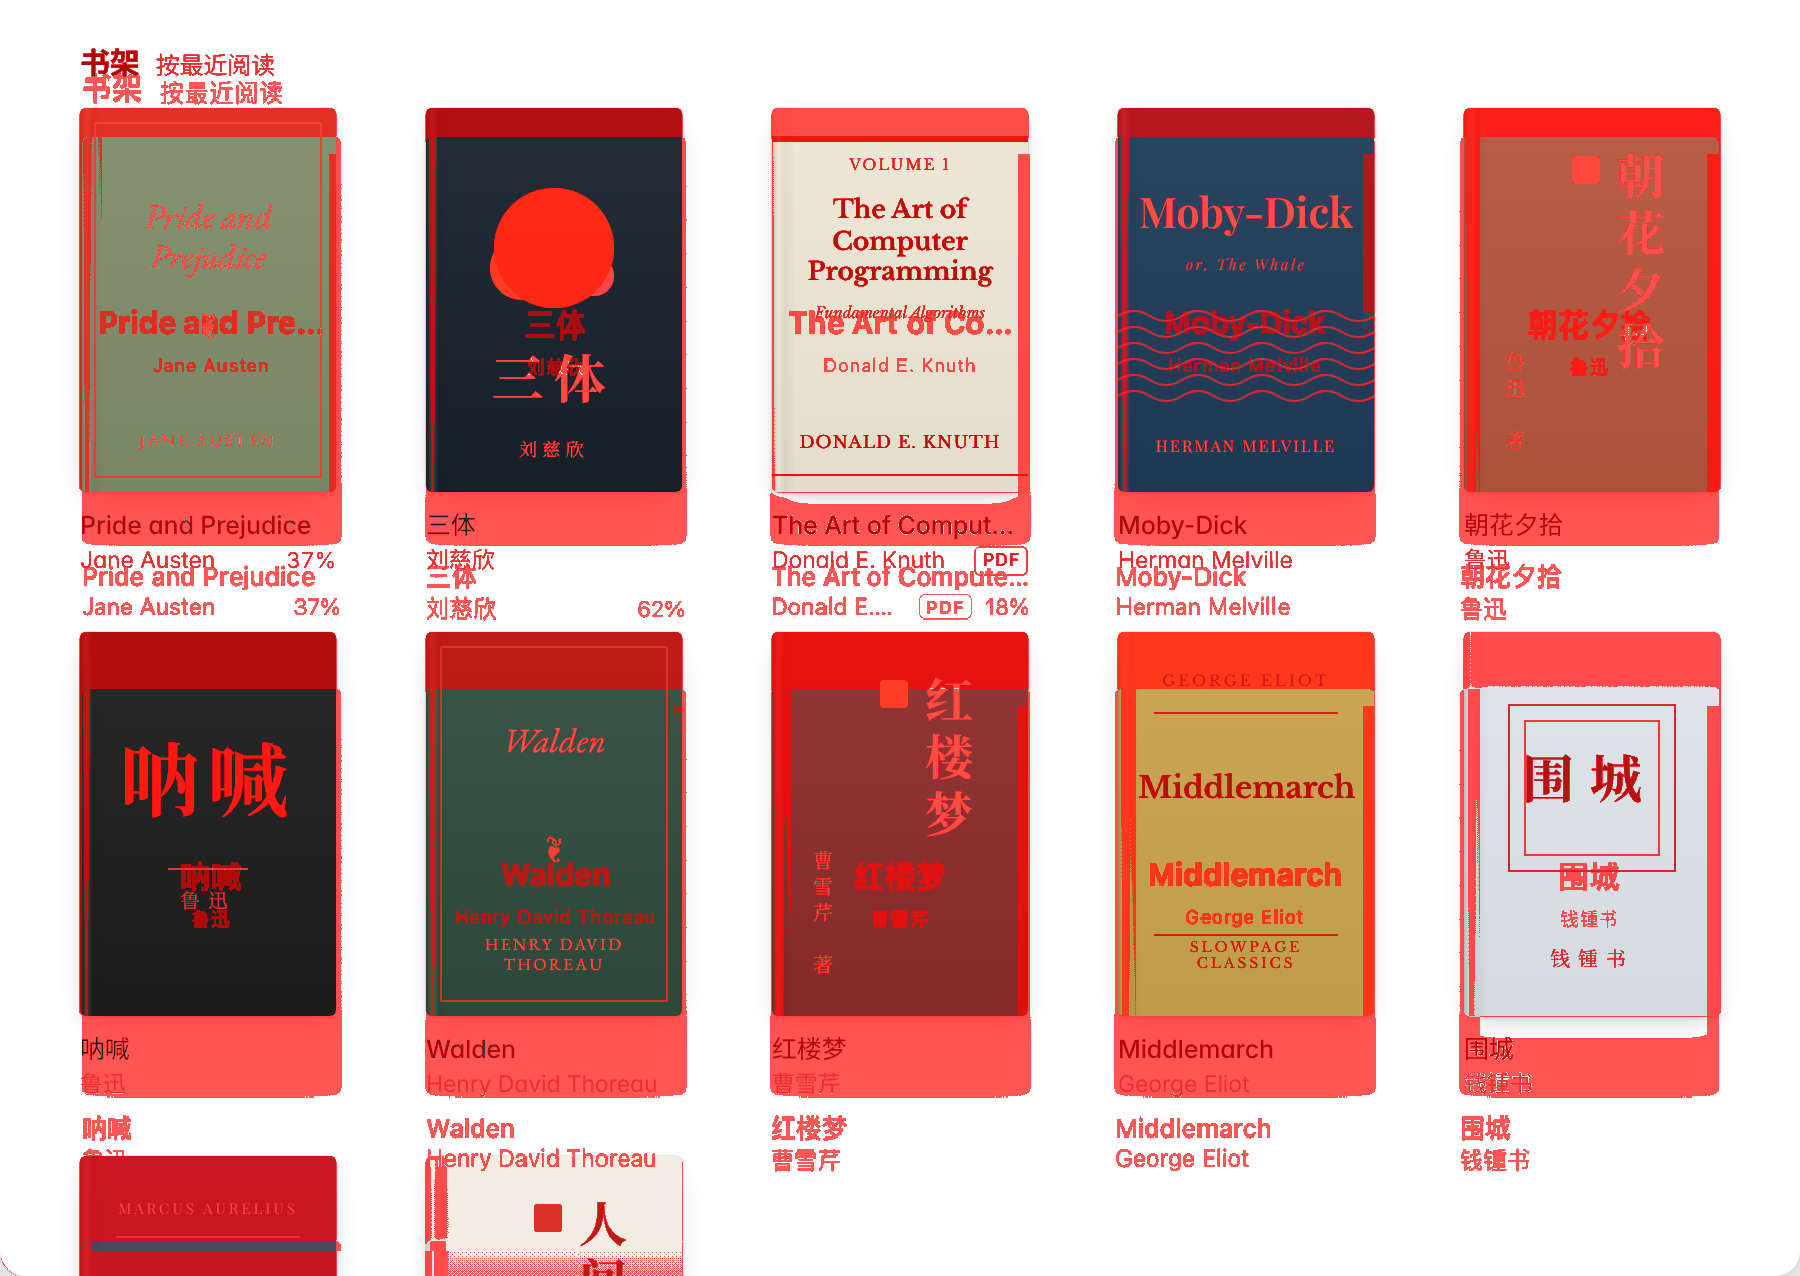 书架 按最近阅读
书架 按最近阅读
Pride and
Prejudice
Pride and Pre...
Jane Austen
JANE AUSTEN
三体
刘慈欣
三体
刘慈欣
VOLUME 1
The Art of
Computer
Programming
Fundamental Algorithms
The Art of Co...
Donald E. Knuth
DONALD E. KNUTH
Moby-Dick
or, The Whale
Moby-Dick
Herman Melville
HERMAN MELVILLE
朝花夕拾
朝花夕拾
鲁迅
鲁迅 著
Pride and Prejudice
Jane Austen 37%
Pride and Prejudice
Jane Austen 37%
三体
刘慈欣
三体
刘慈欣 62%
The Art of Comput...
Donald E. Knuth PDF
The Art of Compute...
Donald E.... PDF 18%
Moby-Dick
Herman Melville
Moby-Dick
Herman Melville
朝花夕拾
鲁迅
朝花夕拾
鲁迅
呐喊
呐喊
鲁迅
鲁迅
Walden
Walden
Henry David Thoreau
HENRY DAVID
THOREAU
红楼梦
红楼梦
曹雪芹
曹雪芹 著
GEORGE ELIOT
Middlemarch
Middlemarch
George Eliot
SLOWPAGE
CLASSICS
围城
围城
钱锺书
钱锺书
呐喊
鲁迅
呐喊
鲁迅
Walden
Henry David Thoreau
Walden
Henry David Thoreau
红楼梦
曹雪芹
红楼梦
曹雪芹
Middlemarch
George Eliot
Middlemarch
George Eliot
围城
钱锺书
围城
钱锺书
MARCUS AURELIUS
人